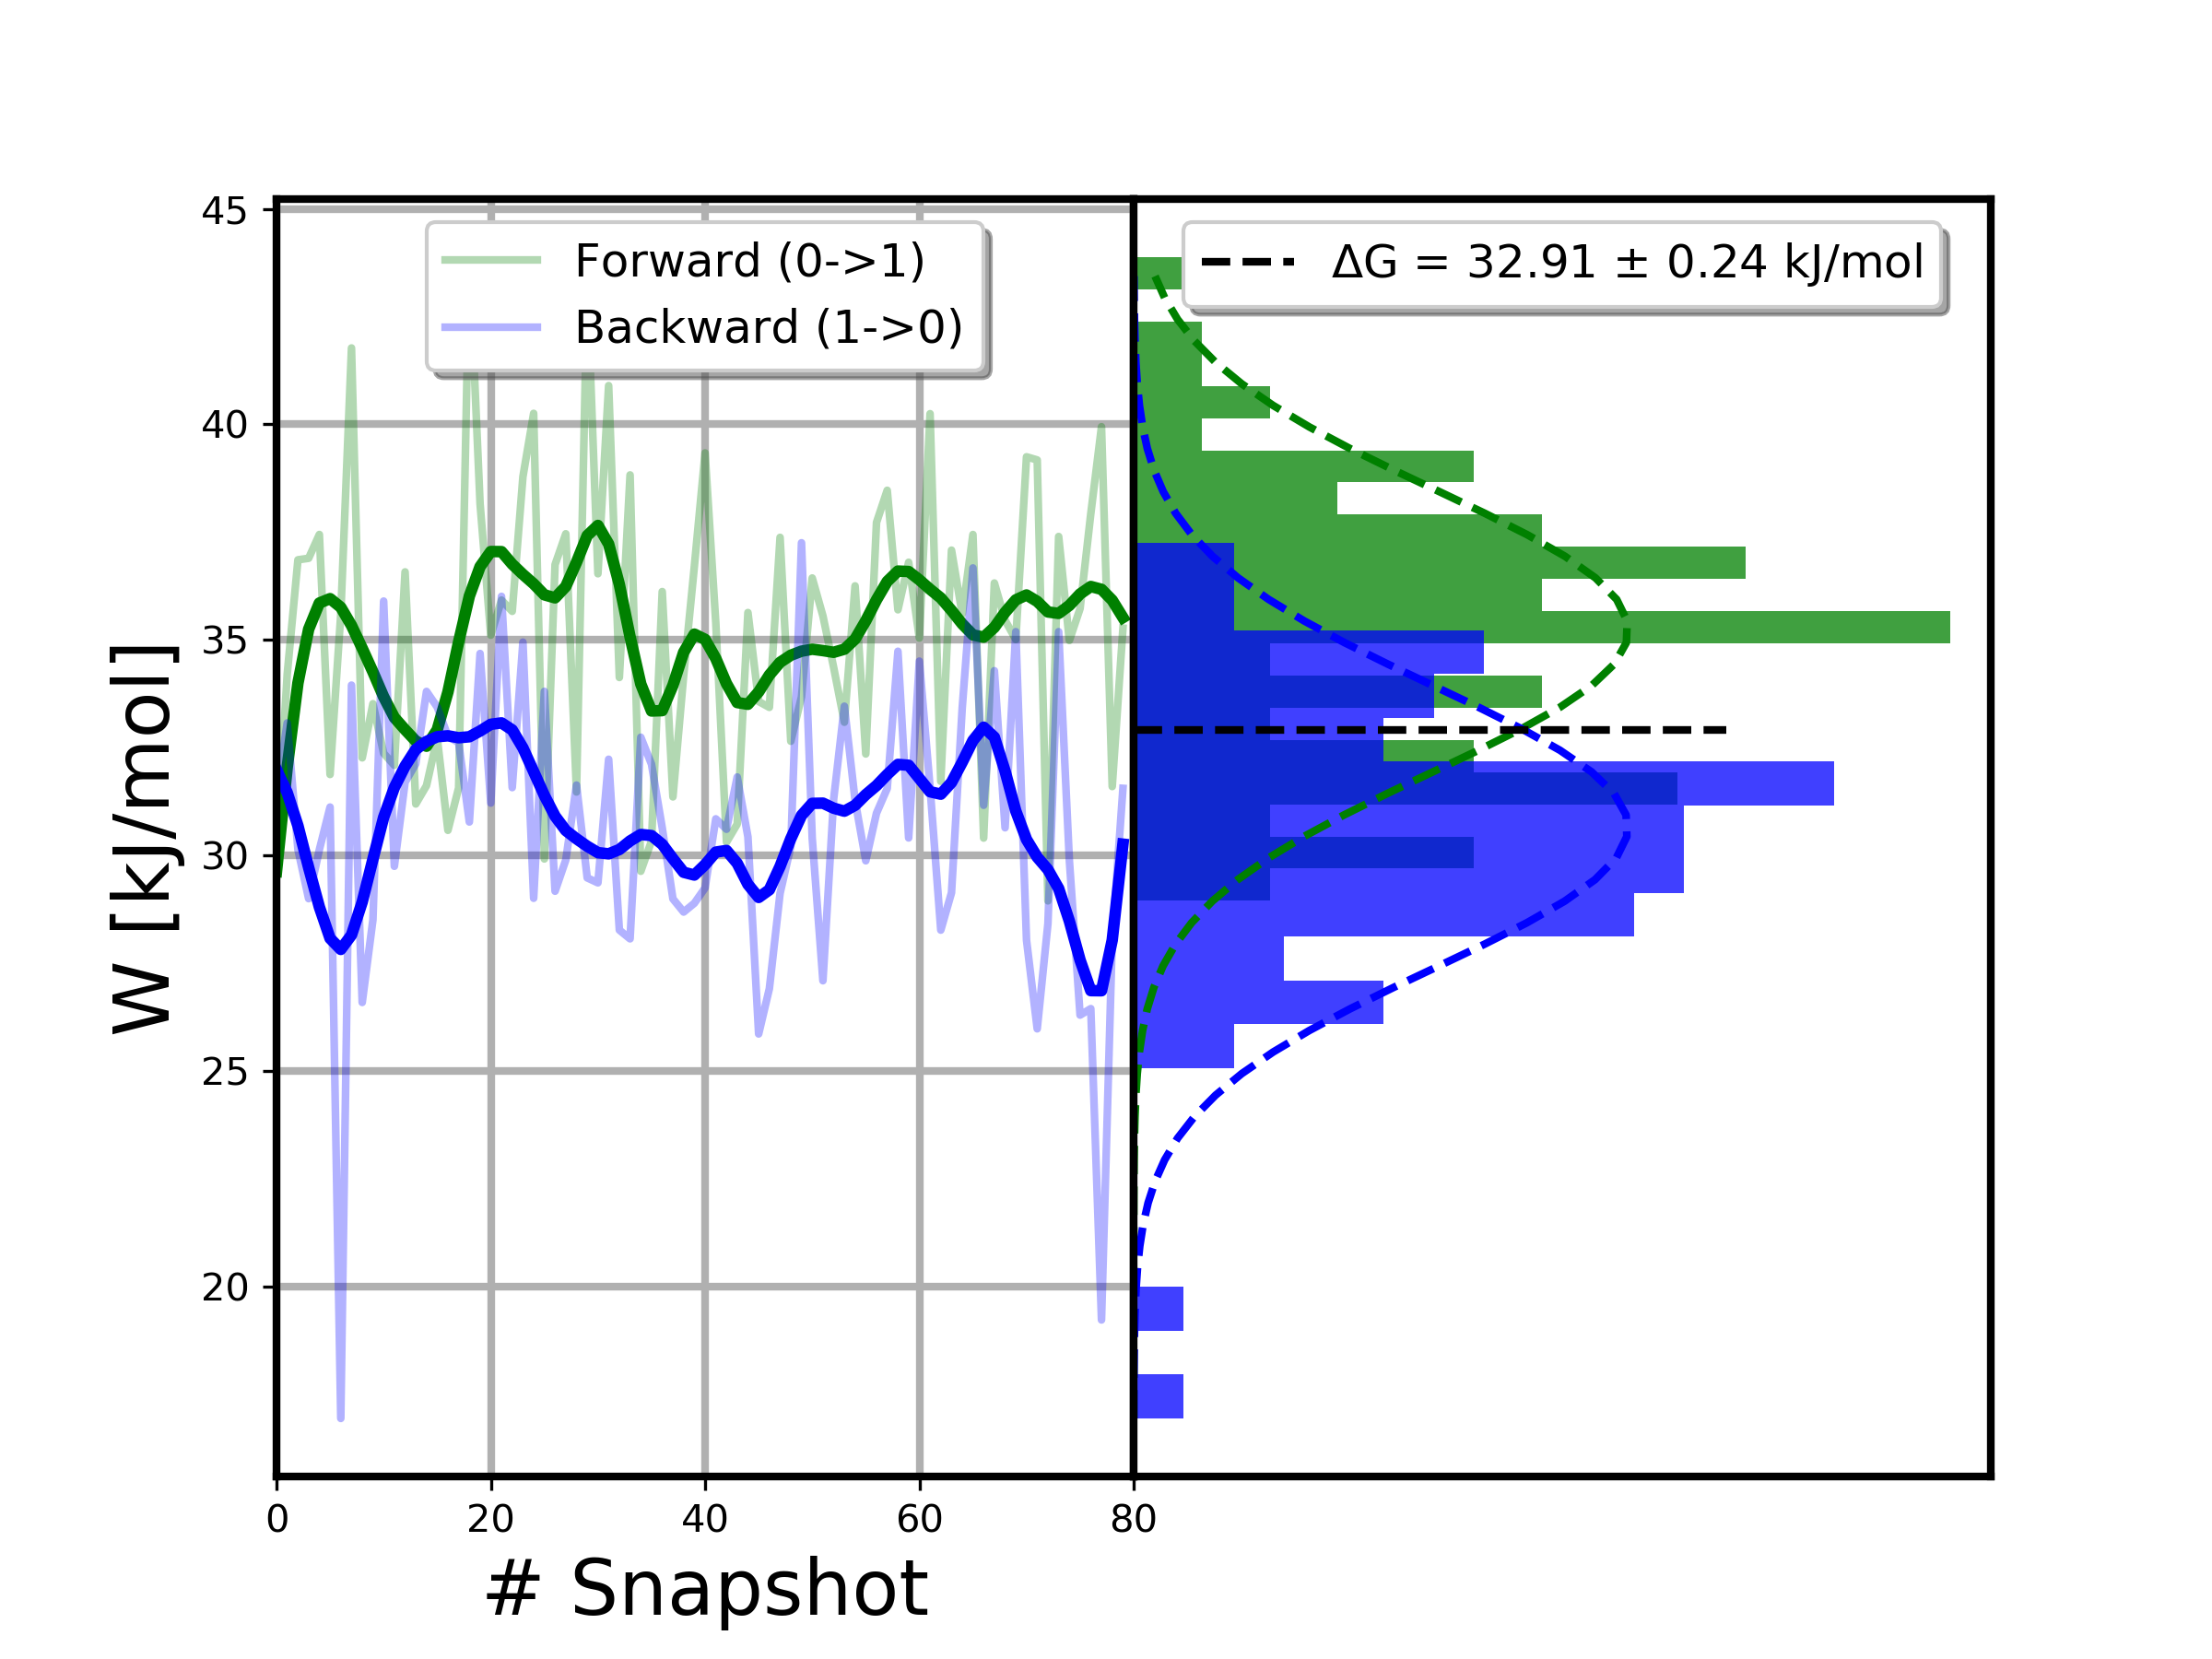 Forward (0->1)
Backward (1->0)
ΔG = 32.91 ± 0.24 kJ/mol
W [kJ/mol]
45
40
35
30
25
20
0
20
40
60
80
# Snapshot